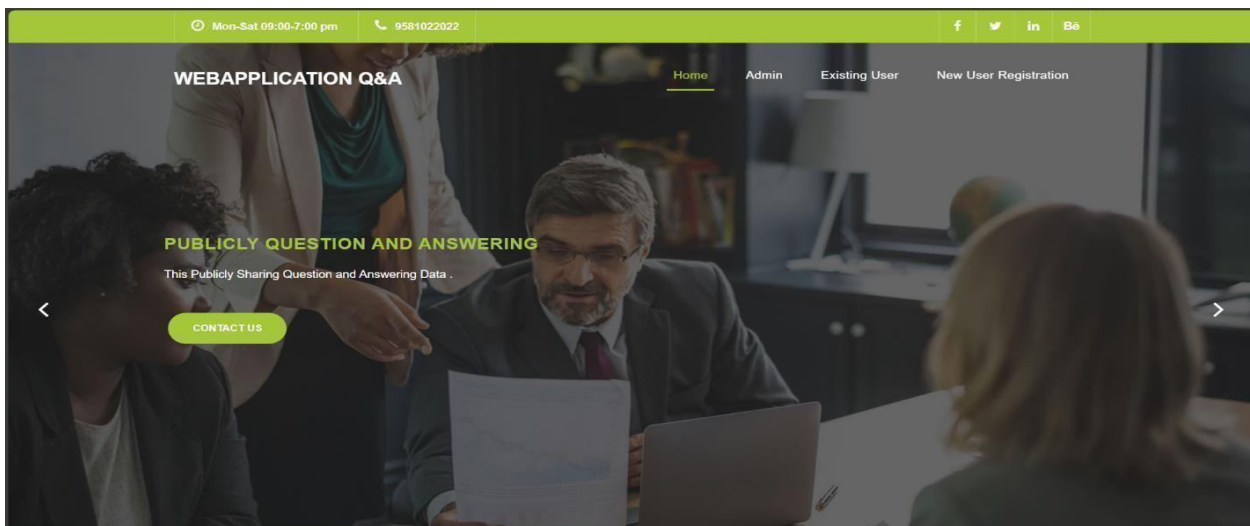 Mon-Sat 09:00-7:00 pm 9581022022 f in Bē
WEBAPPLICATION Q&A Home Admin Existing User New User Registration
PUBLICLY QUESTION AND ANSWERING
This Publicly Sharing Question and Answering Data .
CONTACT US